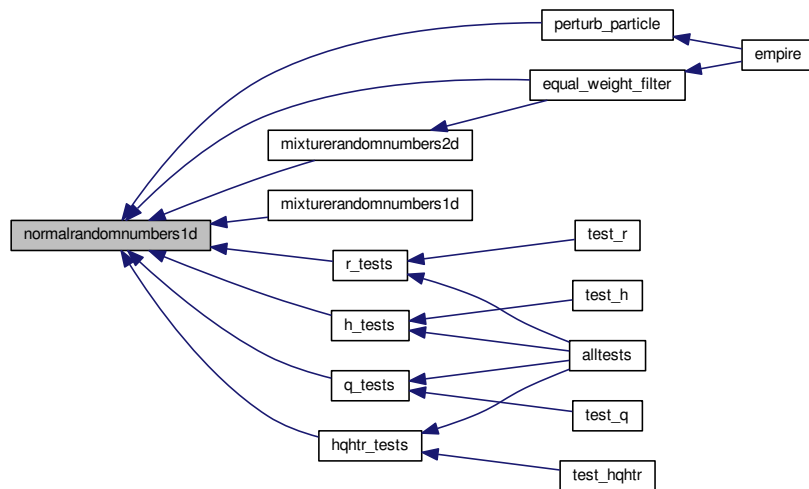 perturb_particle
empire
equal_weight_filter
mixturerandomnumbers2d
mixturerandomnumbers1d
normalrandomnumbers1d
test_r
r_tests
test_h
h_tests
alltests
q_tests
test_q
hqhtr_tests
test_hqhtr